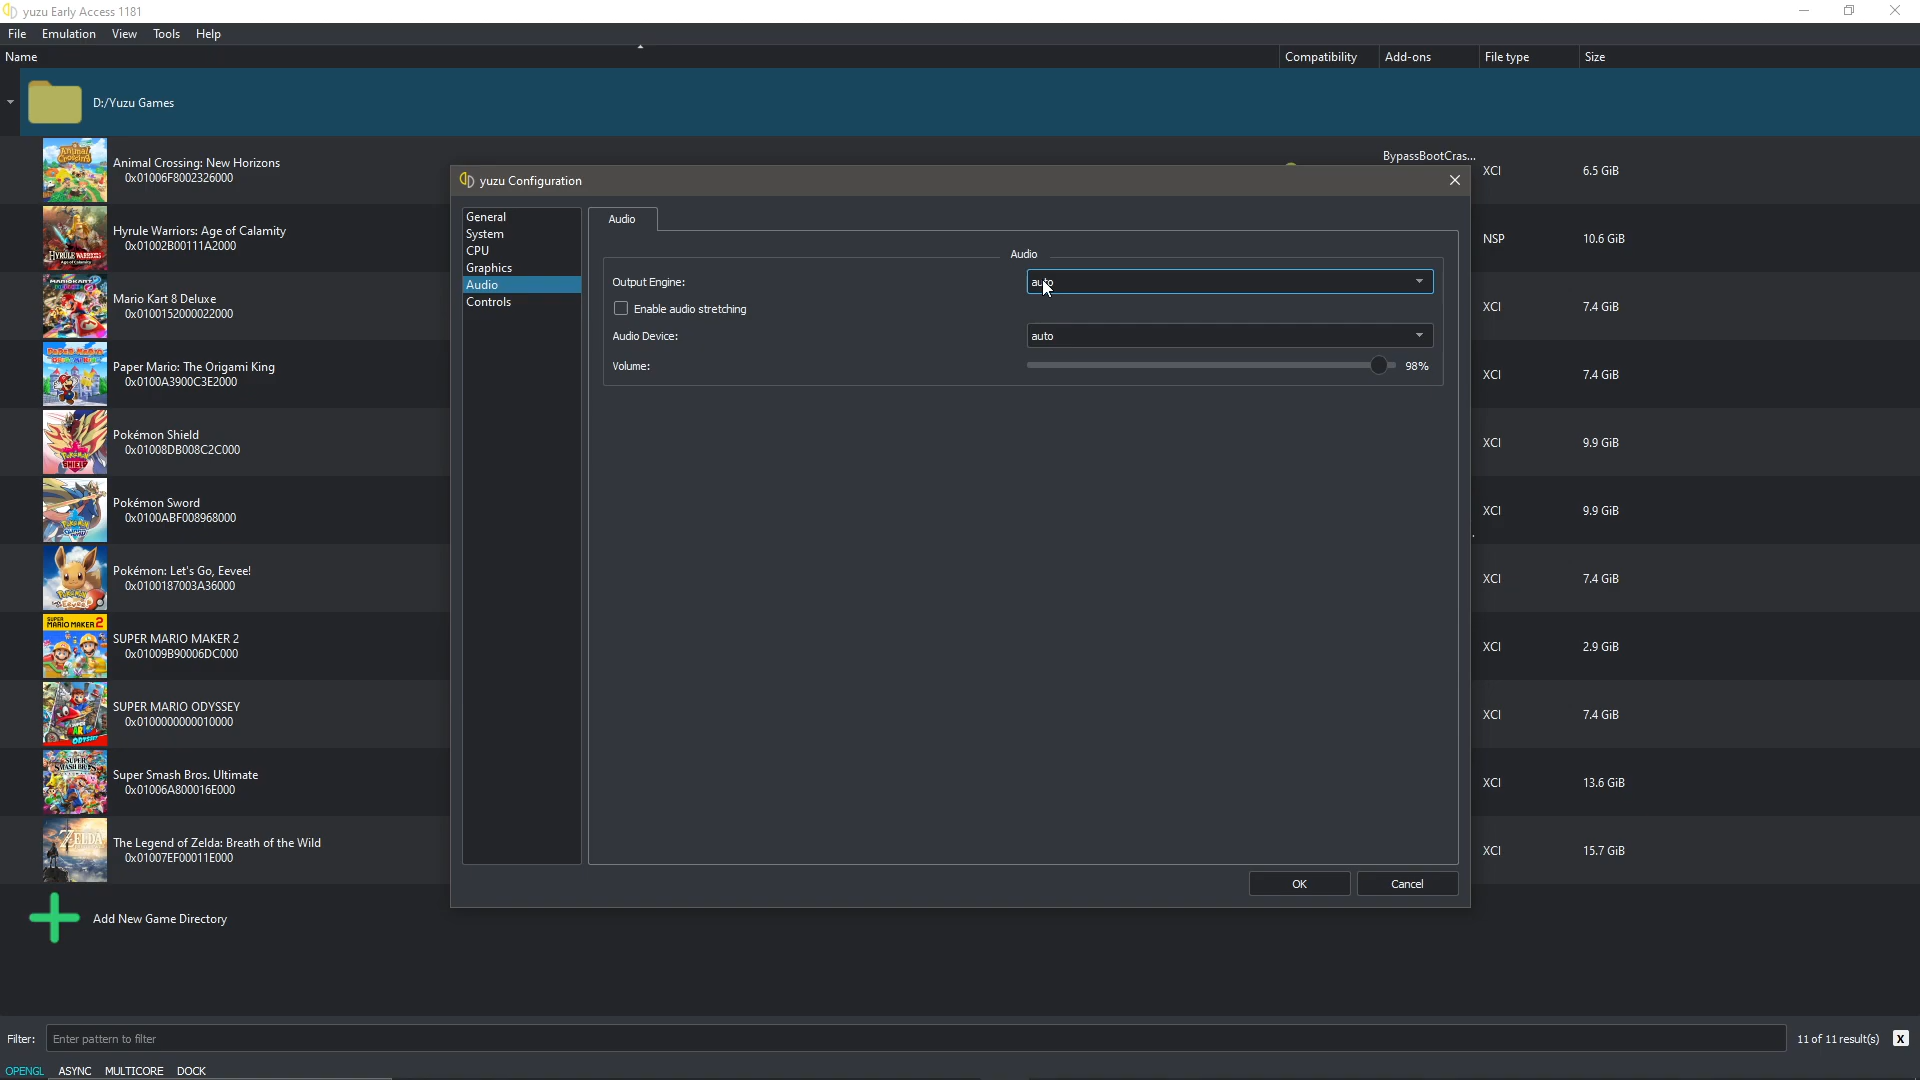 yuzu Early Access 1181
File Emulation View Tools Help
Name Compatibility Add-ons File type Size
D:/Yuzu Games
Animal Crossing: New Horizons
0x01006F8002326000
BypassBootCras...
XCI 6.5 GiB
Hyrule Warriors: Age of Calamity
0x01002B00111A2000
NSP 10.6 GiB
Mario Kart 8 Deluxe
0x0100152000022000
XCI 7.4 GiB
Paper Mario: The Origami King
0x0100A3900C3E2000
XCI 7.4 GiB
Pokémon Shield
0x01008DB008C2C000
XCI 9.9 GiB
Pokémon Sword
0x0100ABF008968000
XCI 9.9 GiB
Pokémon: Let's Go, Eevee!
0x0100187003A36000
XCI 7.4 GiB
SUPER MARIO MAKER 2
0x01009B90006DC000
XCI 2.9 GiB
SUPER MARIO ODYSSEY
0x0100000000010000
XCI 7.4 GiB
Super Smash Bros. Ultimate
0x01006A800016E000
XCI 13.6 GiB
The Legend of Zelda: Breath of the Wild
0x01007EF00011E000
XCI 15.7 GiB
Add New Game Directory
yuzu Configuration
General
System
CPU
Graphics
Audio
Controls
Audio
Audio
Output Engine: auto
Enable audio stretching
Audio Device: auto
Volume: 98%
OK Cancel
Filter: Enter pattern to filter 11 of 11 result(s) X
OPENGL ASYNC MULTICORE DOCK